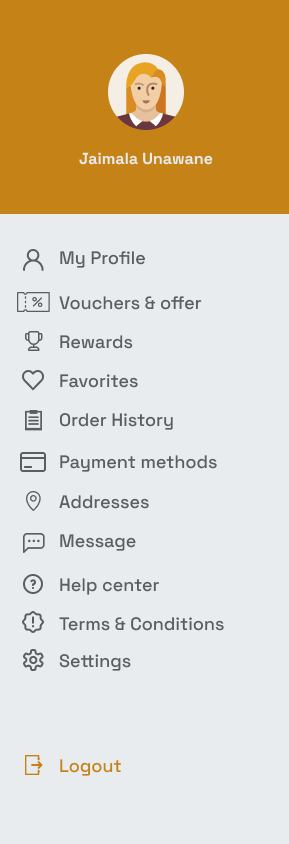 Jaimala Unawane
My Profile
Vouchers & offer
Rewards
Favorites
Order History
Payment methods
Addresses
Message
Help center
Terms & Conditions
Settings
Logout